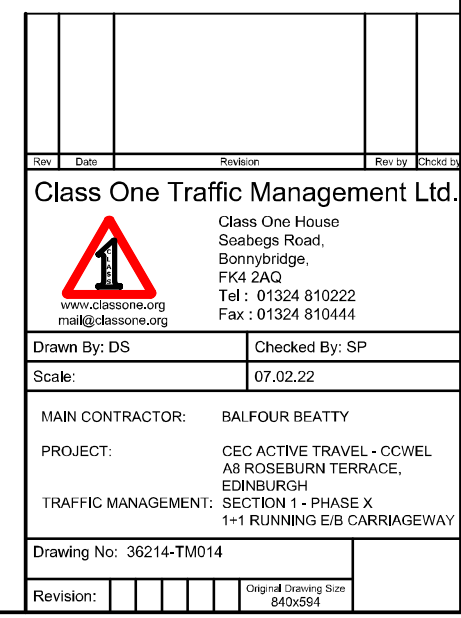 Rev Date Revision Rev by Chckd by
Class One Traffic Management Ltd.
CLASS
1
www.classone.org
mail@classone.org
Class One House
Seabegs Road,
Bonnybridge,
FK4 2AQ
Tel : 01324 810222
Fax : 01324 810444
Drawn By: DS Checked By: SP
Scale: 07.02.22
MAIN CONTRACTOR: BALFOUR BEATTY
PROJECT: CEC ACTIVE TRAVEL - CCWEL
A8 ROSEBURN TERRACE,
EDINBURGH
TRAFFIC MANAGEMENT: SECTION 1 - PHASE X
1+1 RUNNING E/B CARRIAGEWAY
Drawing No: 36214-TM014
Revision: Original Drawing Size
840x594